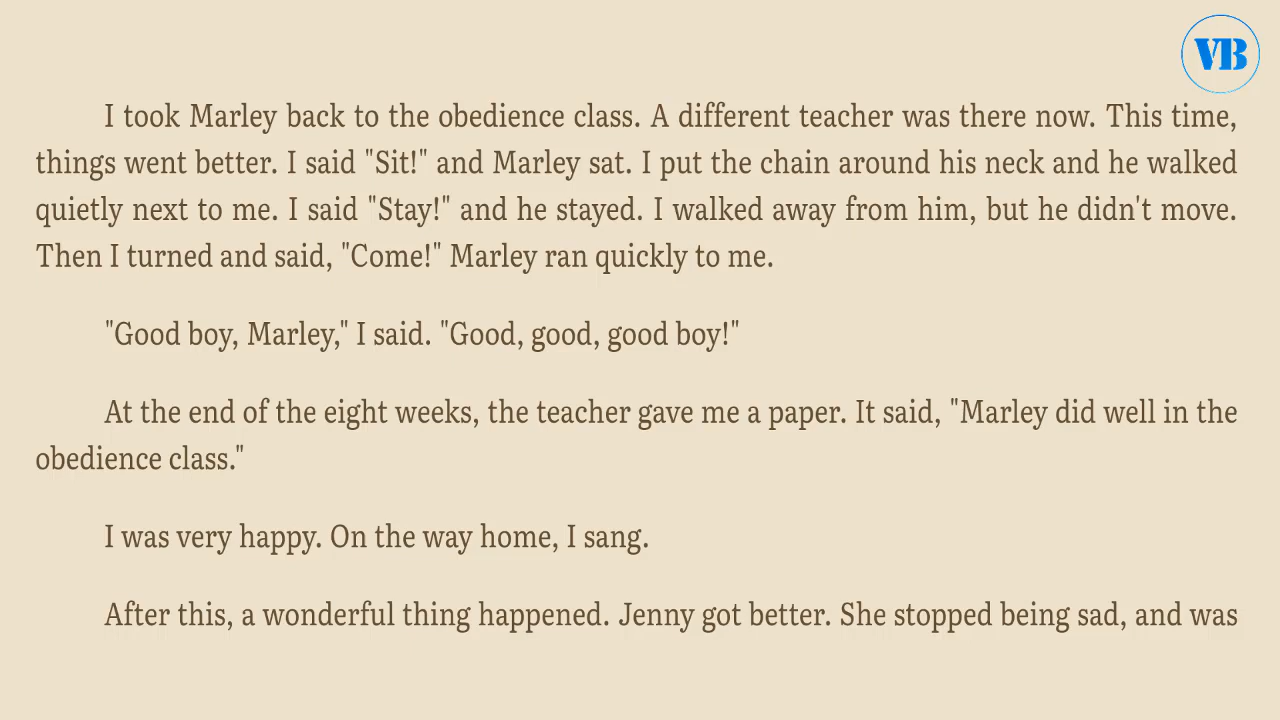 VB
I took Marley back to the obedience class. A different teacher was there now. This time,
things went better. I said "Sit!" and Marley sat. I put the chain around his neck and he walked
quietly next to me. I said "Stay!" and he stayed. I walked away from him, but he didn't move.
Then I turned and said, "Come!" Marley ran quickly to me.
"Good boy, Marley," I said. "Good, good, good boy!"
At the end of the eight weeks, the teacher gave me a paper. It said, "Marley did well in the
obedience class."
I was very happy. On the way home, I sang.
After this, a wonderful thing happened. Jenny got better. She stopped being sad, and was